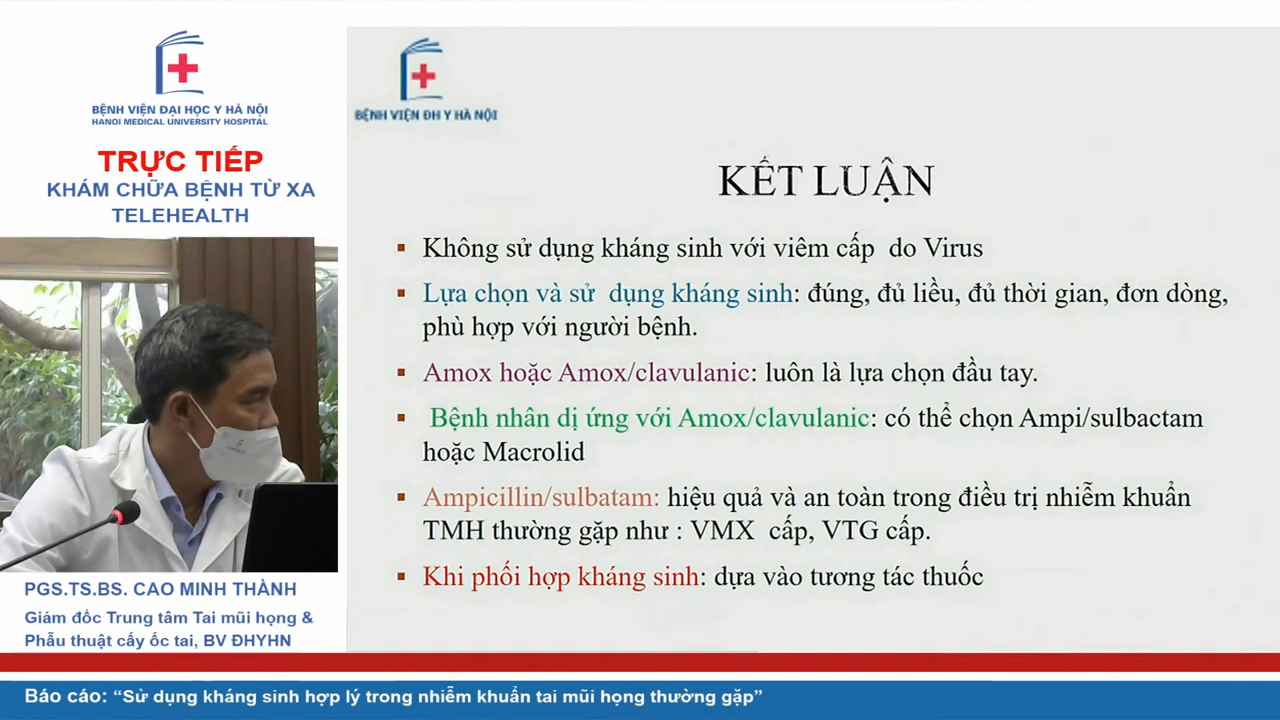 BỆNH VIỆN ĐẠI HỌC Y HÀ NỘI
HANOI MEDICAL UNIVERSITY HOSPITAL
TRỰC TIẾP
KHÁM CHỮA BỆNH TỪ XA
TELEHEALTH
PGS.TS.BS. CAO MINH THÀNH
Giám đốc Trung tâm Tai mũi họng &
Phẫu thuật cấy ốc tai, BV ĐHYHN
BỆNH VIỆN ĐH Y HÀ NỘI
KẾT LUẬN
▪ Không sử dụng kháng sinh với viêm cấp do Virus
▪ Lựa chọn và sử dụng kháng sinh: đúng, đủ liều, đủ thời gian, đơn dòng,
phù hợp với người bệnh.
▪ Amox hoặc Amox/clavulanic: luôn là lựa chọn đầu tay.
▪ Bệnh nhân dị ứng với Amox/clavulanic: có thể chọn Ampi/sulbactam
hoặc Macrolid
▪ Ampicillin/sulbatam: hiệu quả và an toàn trong điều trị nhiễm khuẩn
TMH thường gặp như : VMX cấp, VTG cấp.
▪ Khi phối hợp kháng sinh: dựa vào tương tác thuốc
Báo cáo: “Sử dụng kháng sinh hợp lý trong nhiễm khuẩn tai mũi họng thường gặp”